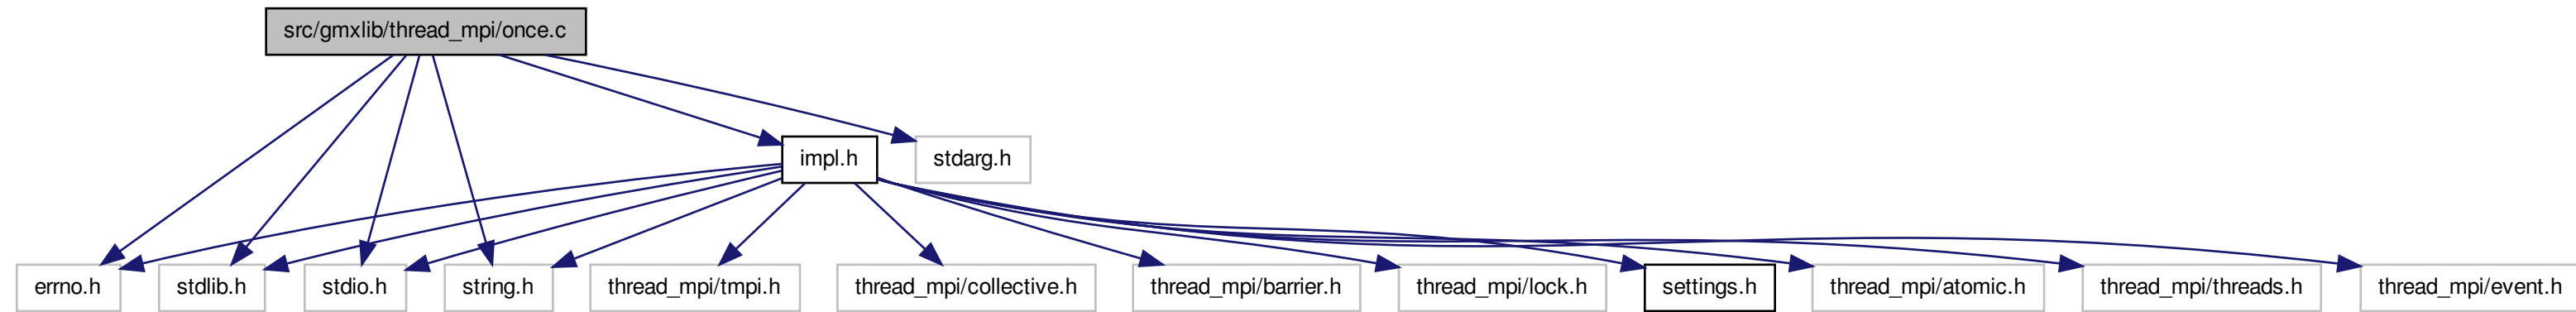 src/gmxlib/thread_mpi/once.c
impl.h
stdarg.h
errno.h
stdlib.h
stdio.h
string.h
thread_mpi/tmpi.h
thread_mpi/collective.h
thread_mpi/barrier.h
thread_mpi/lock.h
settings.h
thread_mpi/atomic.h
thread_mpi/threads.h
thread_mpi/event.h